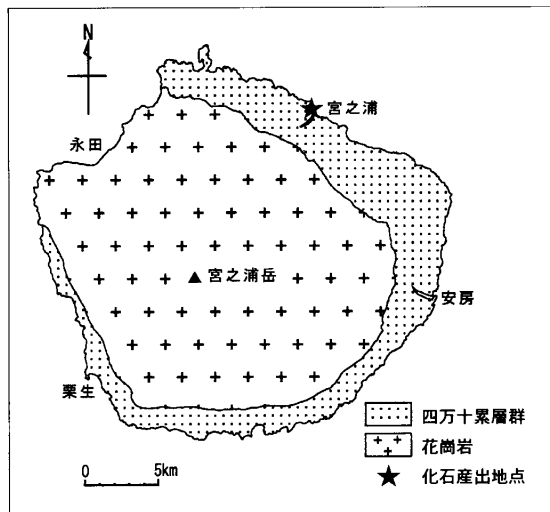 N
宮之浦
永田
宮之浦岳
安房
栗生
四万十累層群
花崗岩
化石産出地点
0 5km